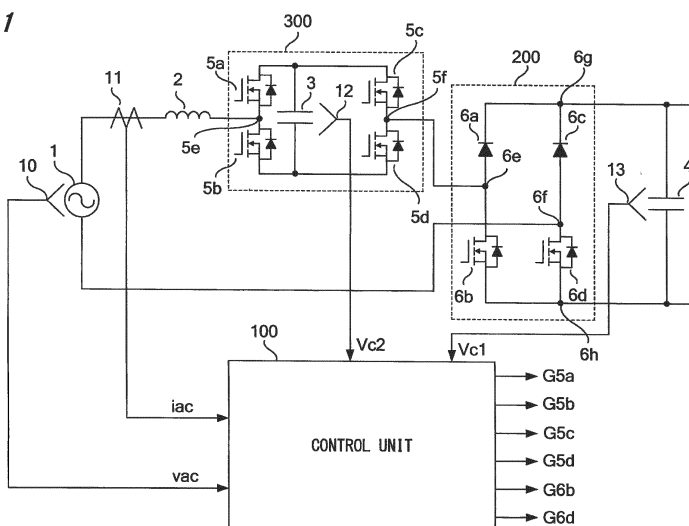 1
300
5c
5a
11
2
3
12
5f
200
6g
6a
6c
10
1
5e
5b
5d
6e
6f
13
4
6b
6d
6h
100
Vc2
Vc1
iac
vac
CONTROL UNIT
G5a
G5b
G5c
G5d
G6b
G6d